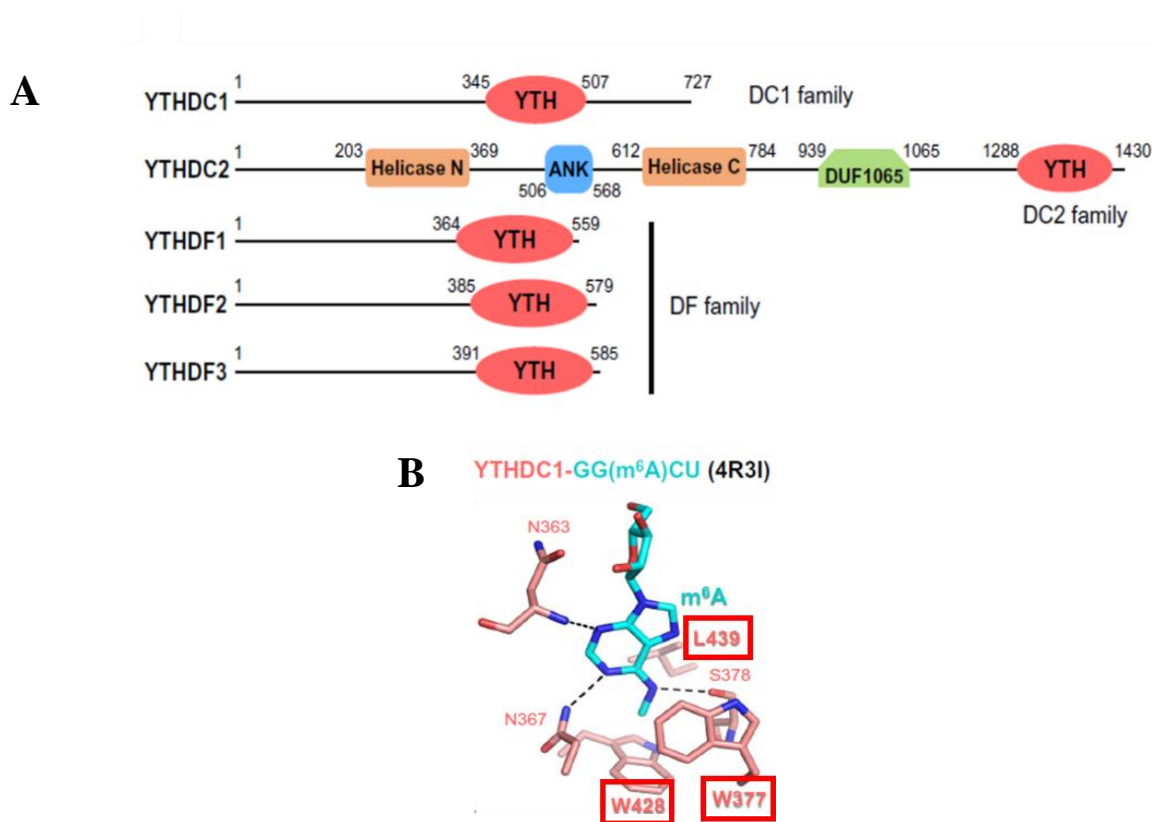 A
YTHDC1 1 345 YTH 507 727 DC1 family
YTHDC2 1 203 Helicase N 369 506 ANK 568 612 Helicase C 784 939 DUF1065 1065 1288 YTH 1430
DC2 family
YTHDF1 1 364 YTH 559
YTHDF2 1 385 YTH 579
DF family
YTHDF3 1 391 YTH 585
B
YTHDC1-GG(m⁶A)CU (4R3I)
N363
m⁶A
L439
S378
N367
W428
W377